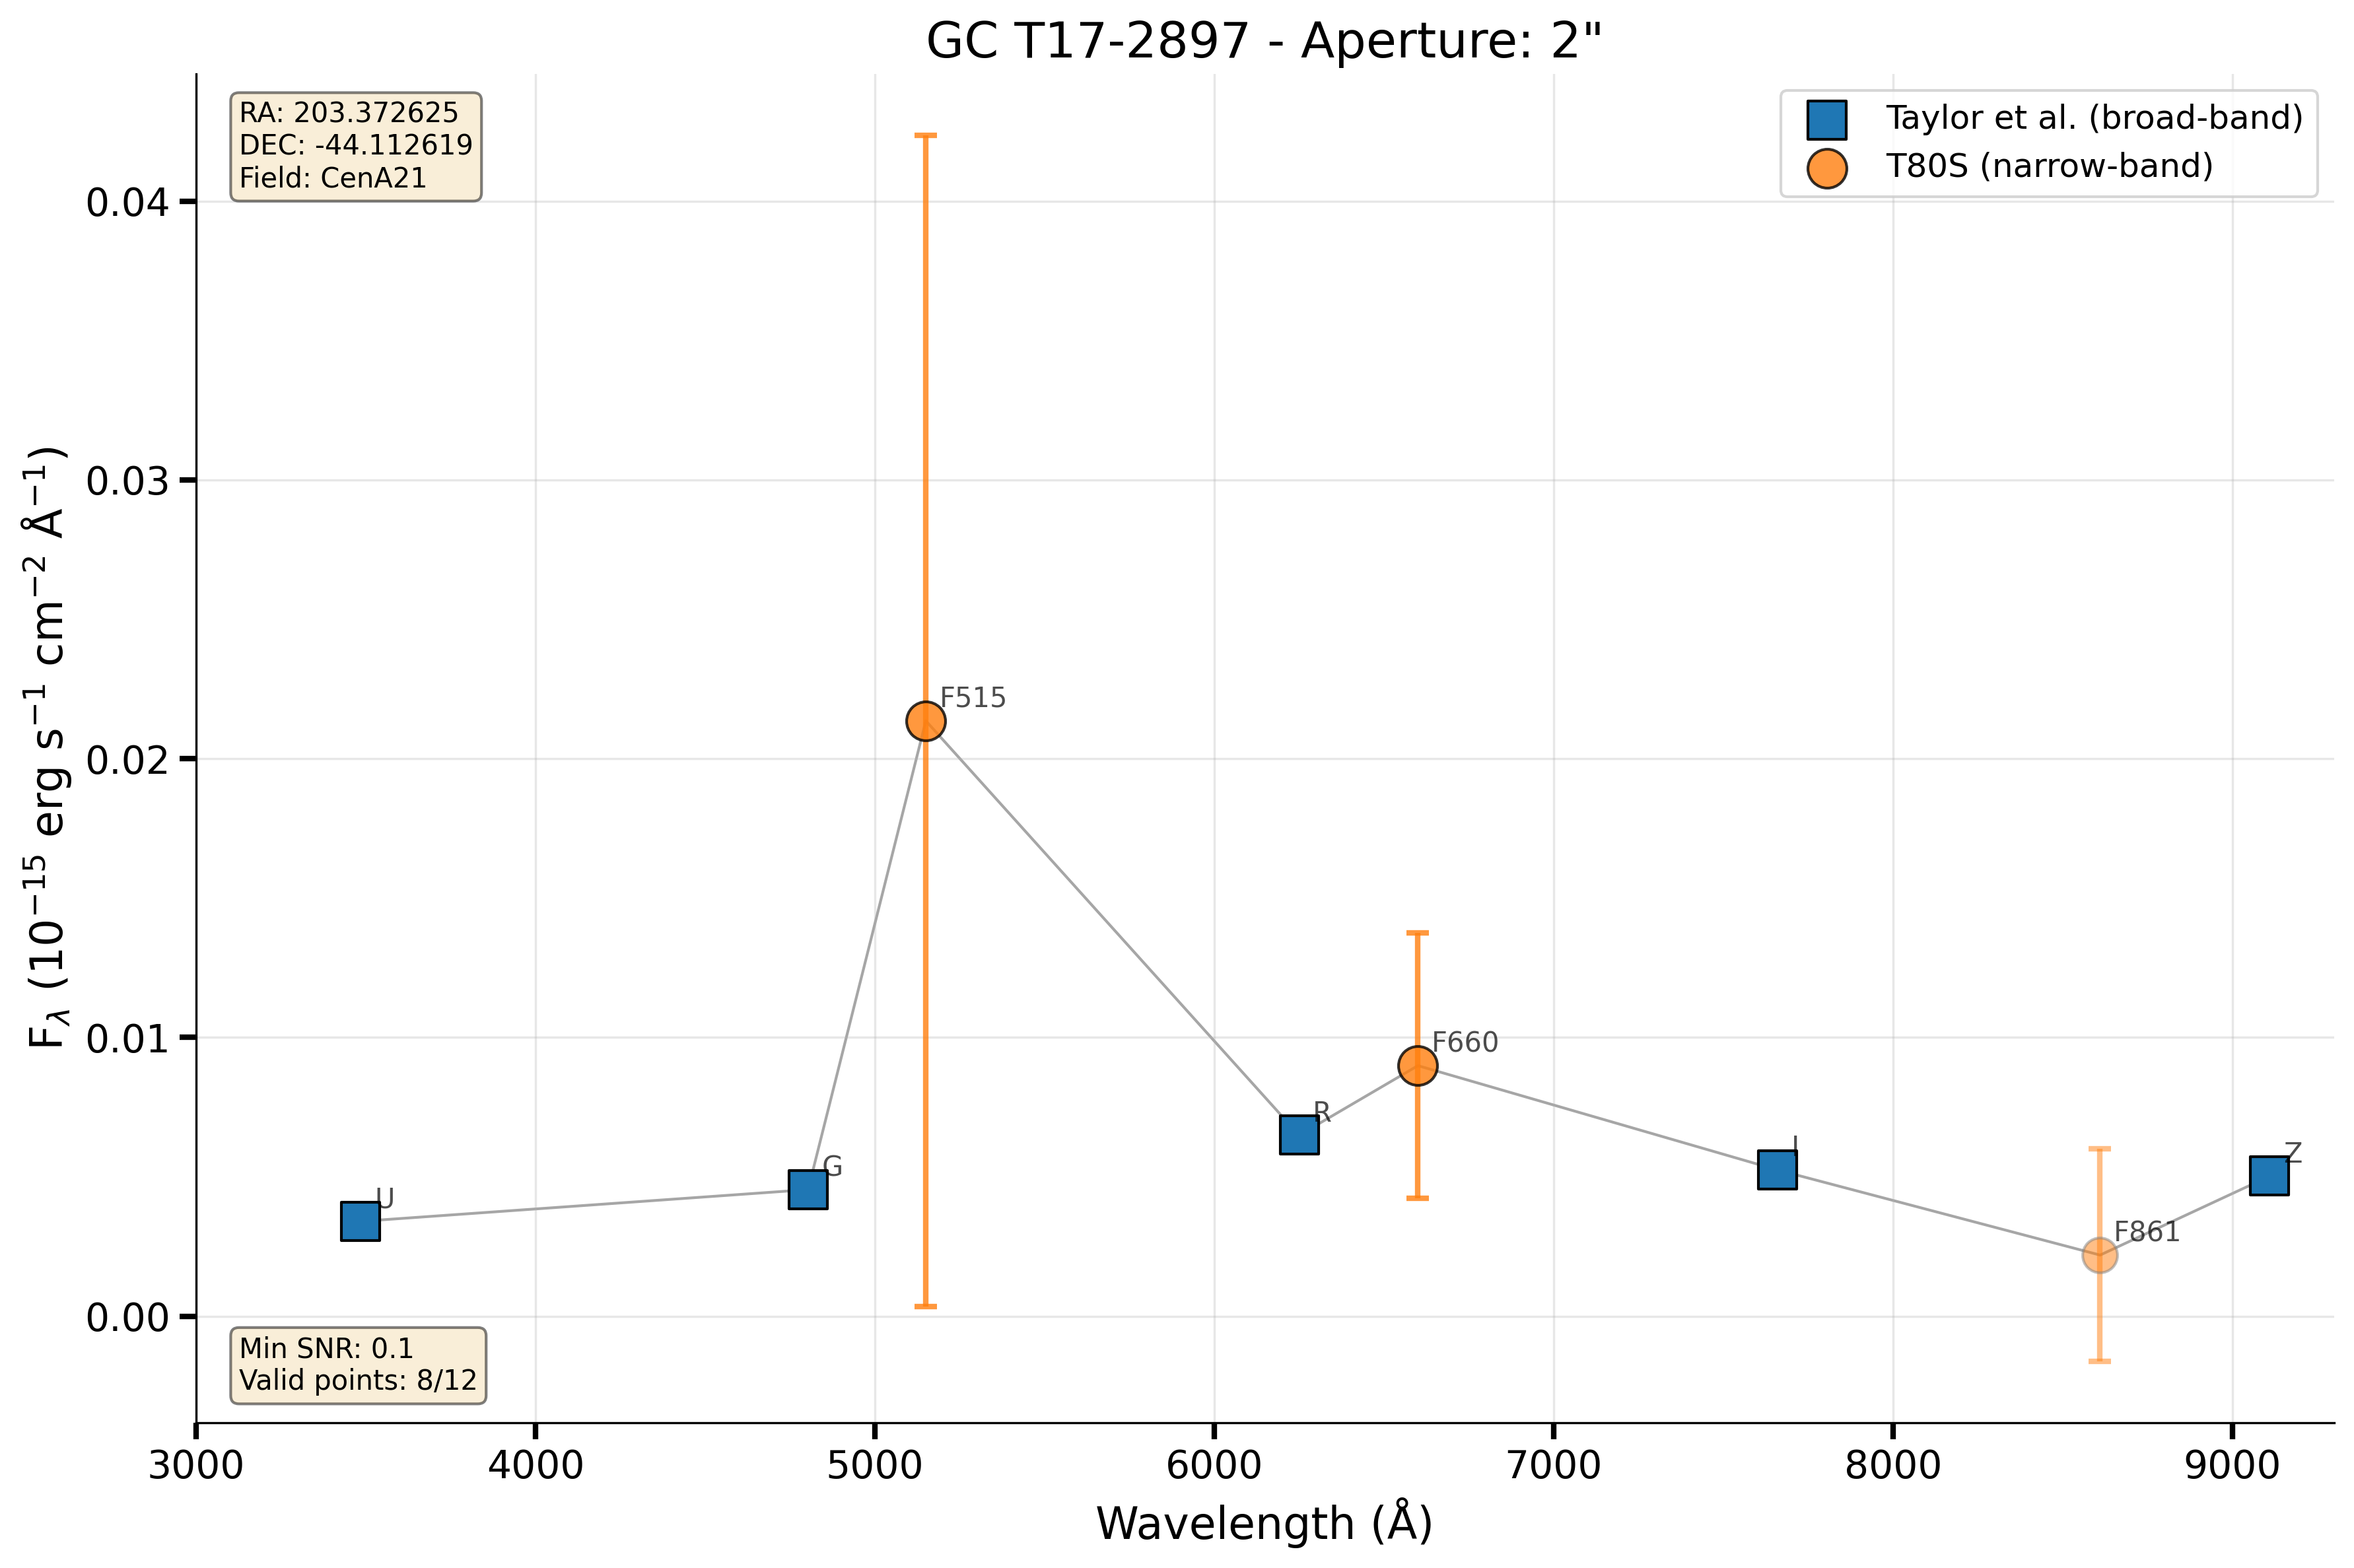 GC T17-2897 - Aperture: 2"
RA: 203.372625
DEC: -44.112619
Field: CenA21
Taylor et al. (broad-band)
T80S (narrow-band)
F_λ (10⁻¹⁵ erg s⁻¹ cm⁻² Å⁻¹)
0.04
0.03
0.02
0.01
0.00
F515
F660
R
G
U
I
Z
F861
Min SNR: 0.1
Valid points: 8/12
3000 4000 5000 6000 7000 8000 9000
Wavelength (Å)